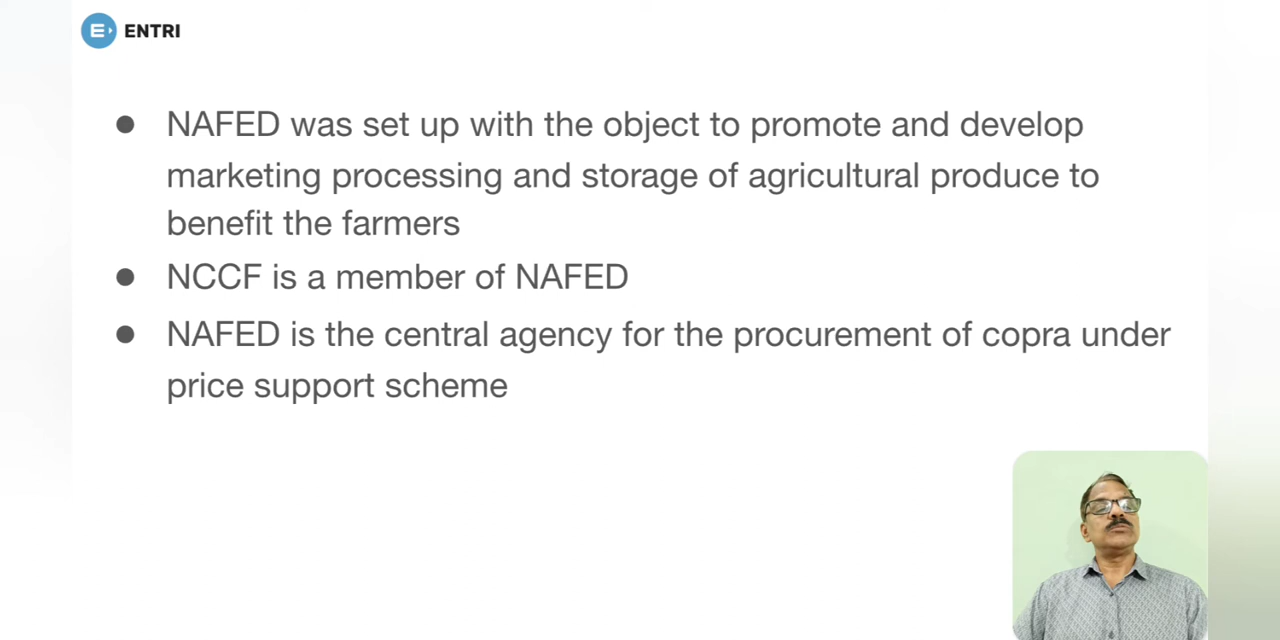 ENTRI
● NAFED was set up with the object to promote and develop
marketing processing and storage of agricultural produce to
benefit the farmers
● NCCF is a member of NAFED
● NAFED is the central agency for the procurement of copra under
price support scheme